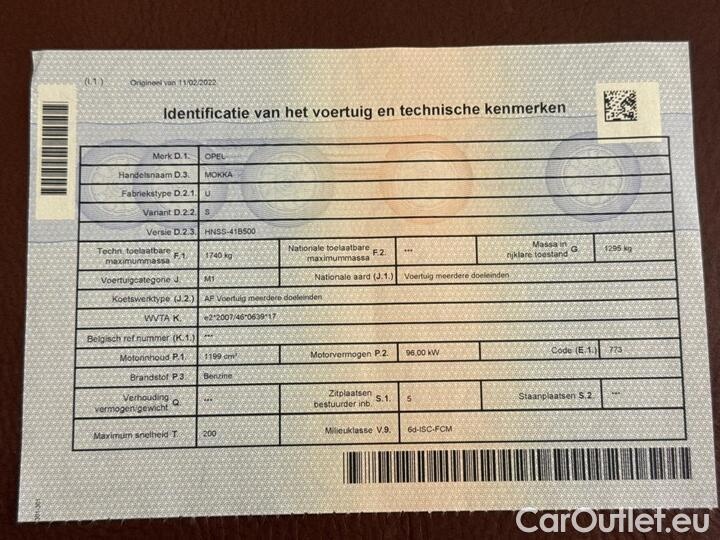 (I.1.) Origineel van 11/02/2022
Identificatie van het voertuig en technische kenmerken
Merk D.1. OPEL
Handelsnaam D.3. MOKKA
Fabriekstype D.2.1. U
Variant D.2.2. S
Versie D.2.3. HNSS-41B500
Techn. toelaatbare maximummassa F.1. 1740 kg Nationale toelaatbare maximummassa F.2. *** Massa in rijklare toestand G 1295 kg
Voertuigcategorie J. M1 Nationale aard (J.1.) Voertuig meerdere doeleinden
Koetswerktype (J.2.) AF Voertuig meerdere doeleinden
WVTA K. e2*2007/46*0639*17
Belgisch ref nummer (K.1.) ***
Motorinhoud P.1. 1199 cm³ Motorvermogen P.2. 96,00 kW Code (E.1.) 773
Brandstof P.3. Benzine
Verhouding vermogen/gewicht Q. *** Zitplaatsen bestuurder inb. S.1. 5 Staanplaatsen S.2. ***
Maximum snelheid T. 200 Milieuklasse V.9. 6d-ISC-FCM
CarOutlet.eu